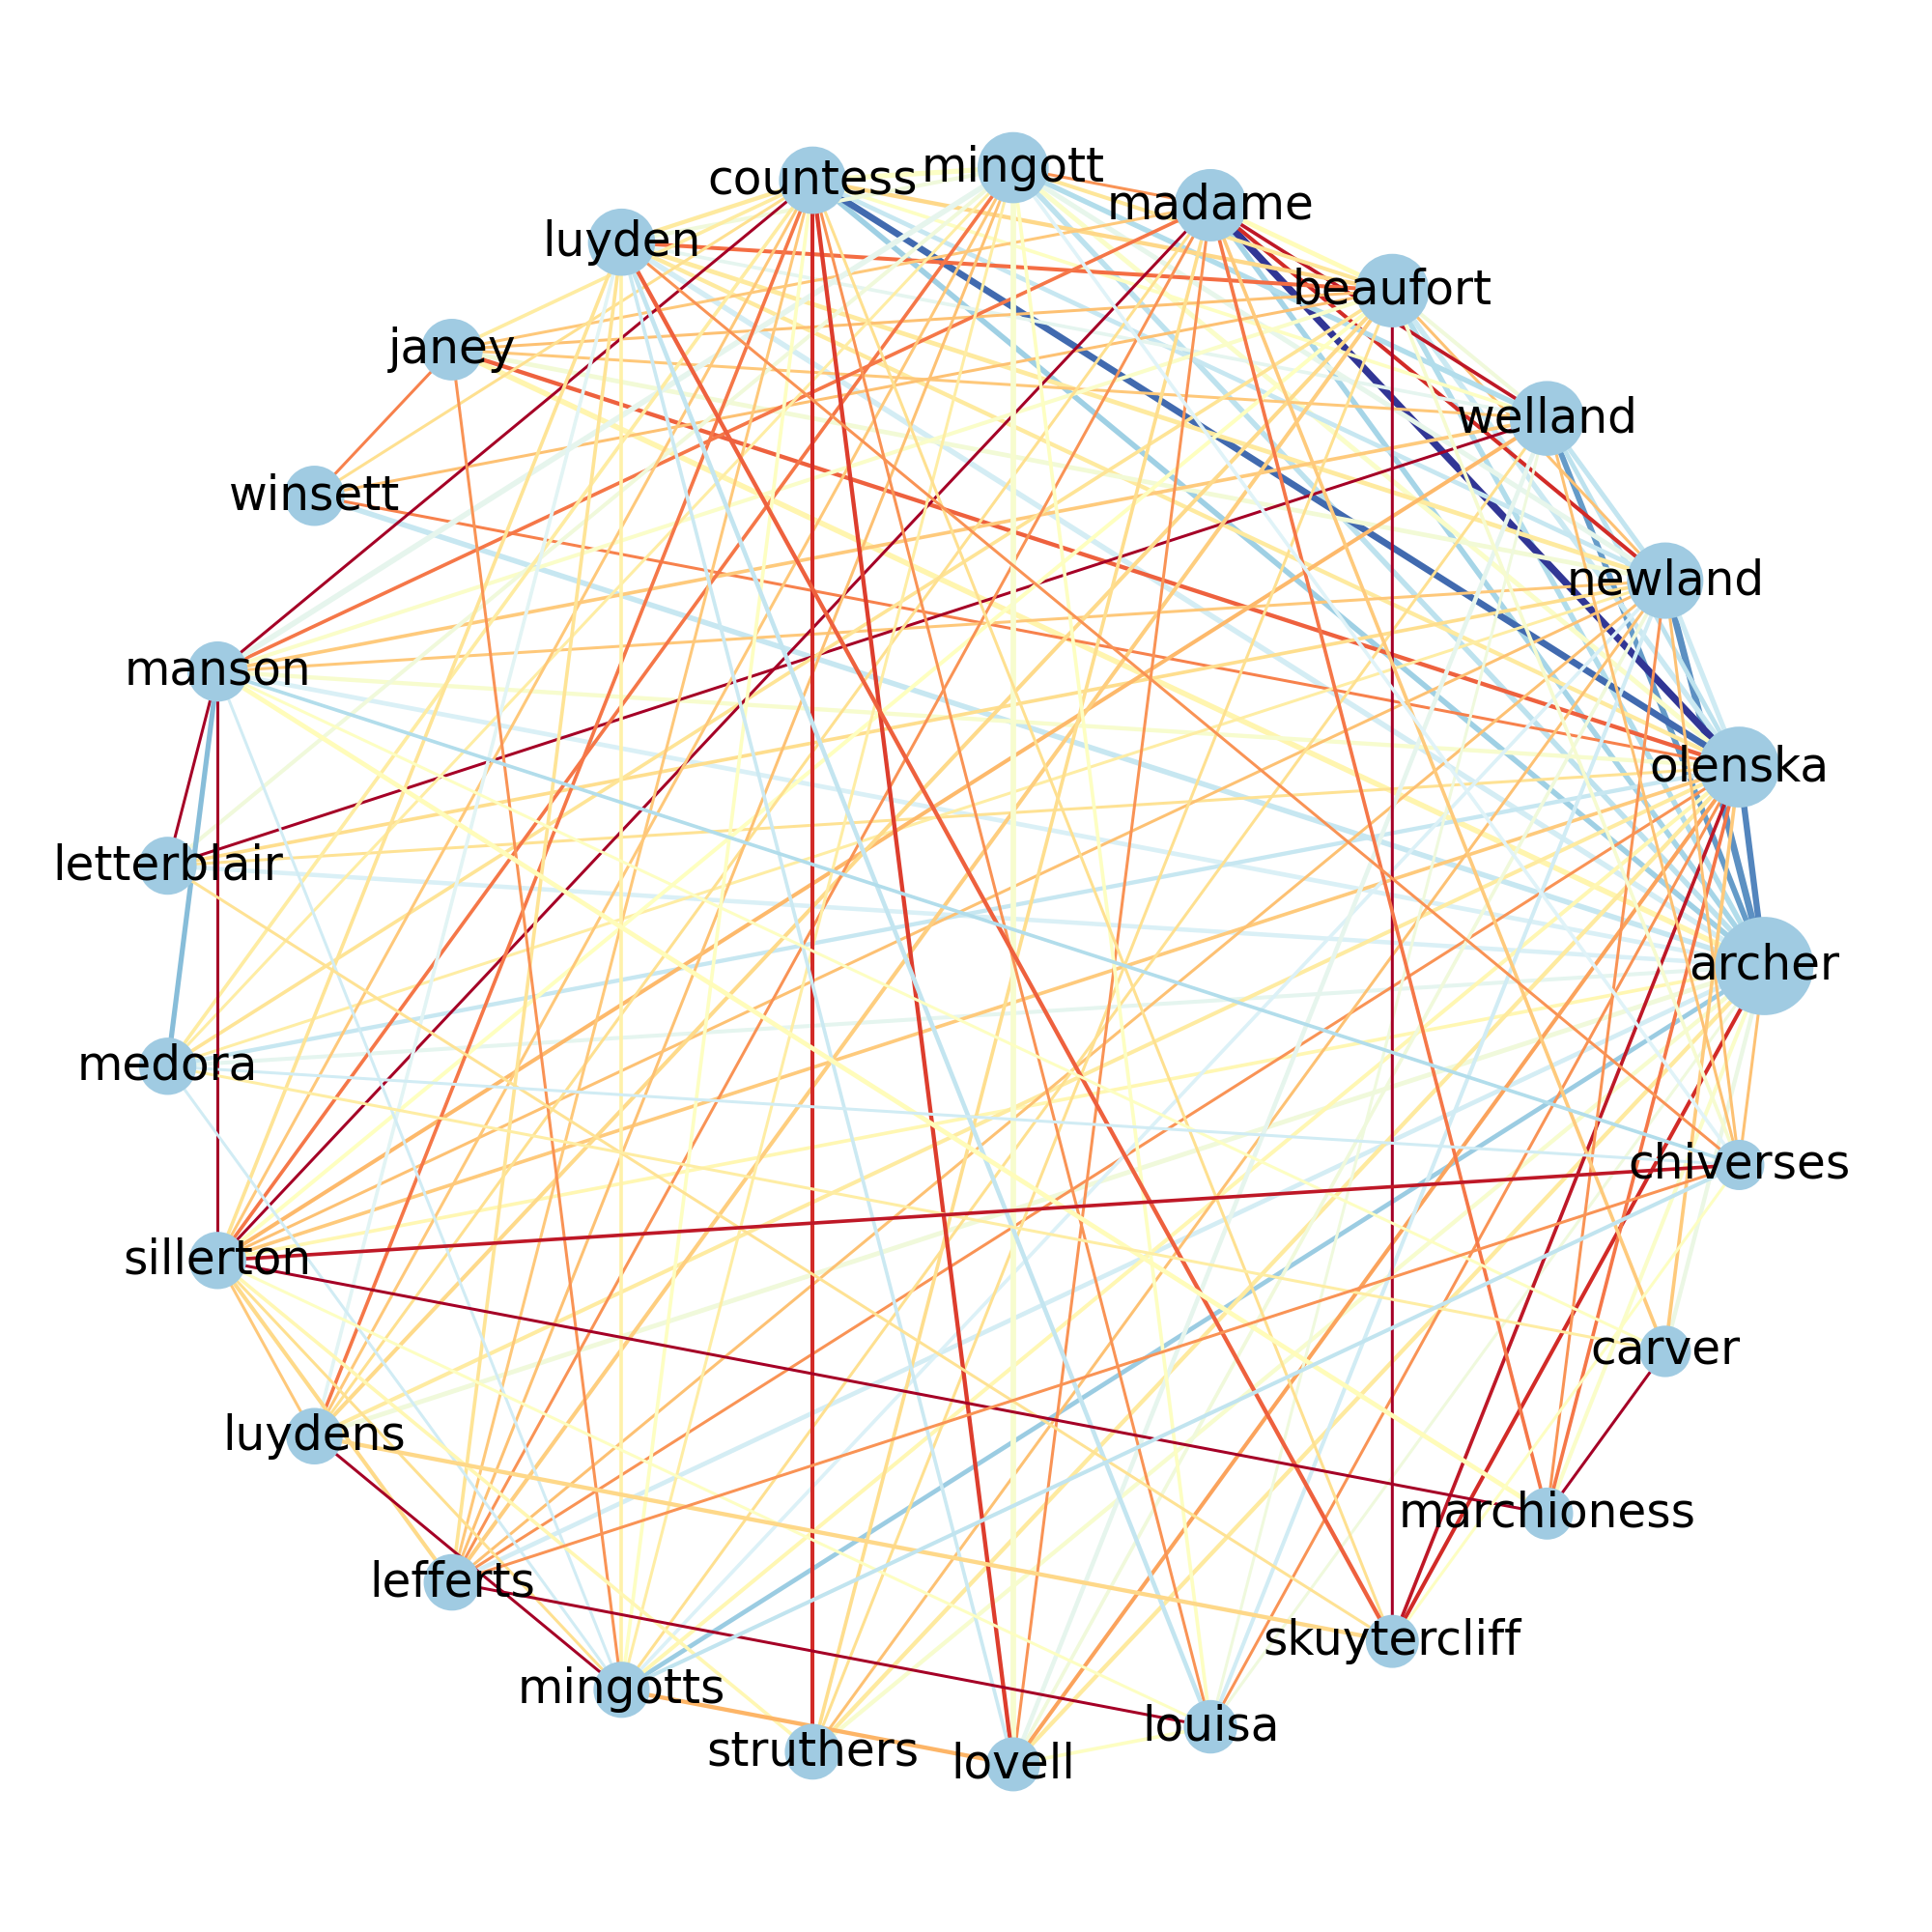 mingott
countess
madame
luyden
beaufort
janey
welland
winsett
newland
manson
olenska
letterblair
archer
medora
chiverses
sillerton
carver
luydens
marchioness
lefferts
skuytercliff
mingotts
louisa
struthers
lovell